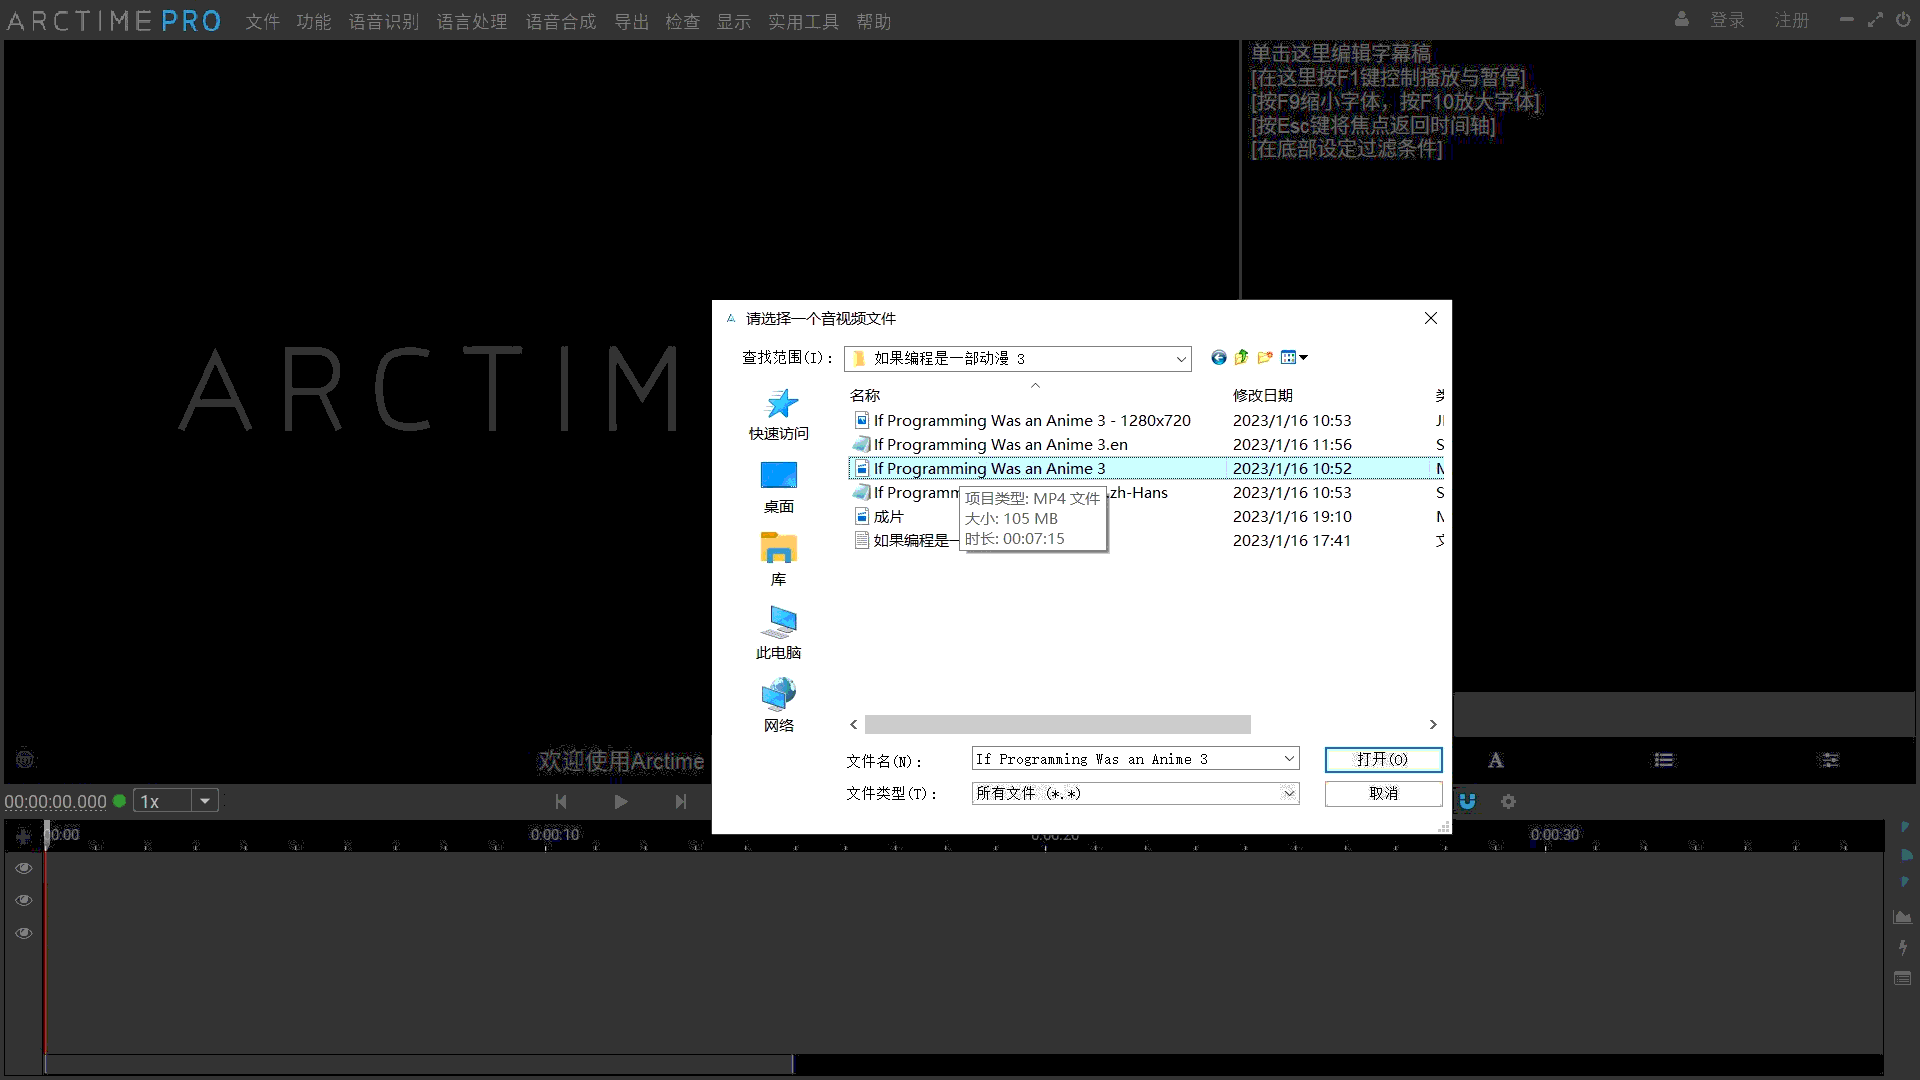 ARCTIME PRO 文件 功能 语音识别 语言处理 语音合成 导出 检查 显示 实用工具 帮助 登录 注册
单击这里编辑字幕稿
[在这里按F1键控制播放与暂停]
[按F9缩小字体，按F10放大字体]
[按Esc键将焦点返回时间轴]
[在底部设定过滤条件]
ARCTIM
请选择一个音视频文件
查找范围(I)： 如果编程是一部动漫 3
名称 修改日期
If Programming Was an Anime 3 - 1280x720 2023/1/16 10:53
If Programming Was an Anime 3.en 2023/1/16 11:56 S
If Programming Was an Anime 3 2023/1/16 10:52
If Programm .zh-Hans 2023/1/16 10:53 S
成片 2023/1/16 19:10
如果编程是一 2023/1/16 17:41
项目类型: MP4 文件
大小: 105 MB
时长: 00:07:15
快速访问
桌面
库
此电脑
网络
文件名(N)： If Programming Was an Anime 3 打开(O)
文件类型(T)： 所有文件 (*.*) 取消
欢迎使用Arctime
A
00:00:00.000 1x
0:00 0:00:10 0:00:20 0:00:30